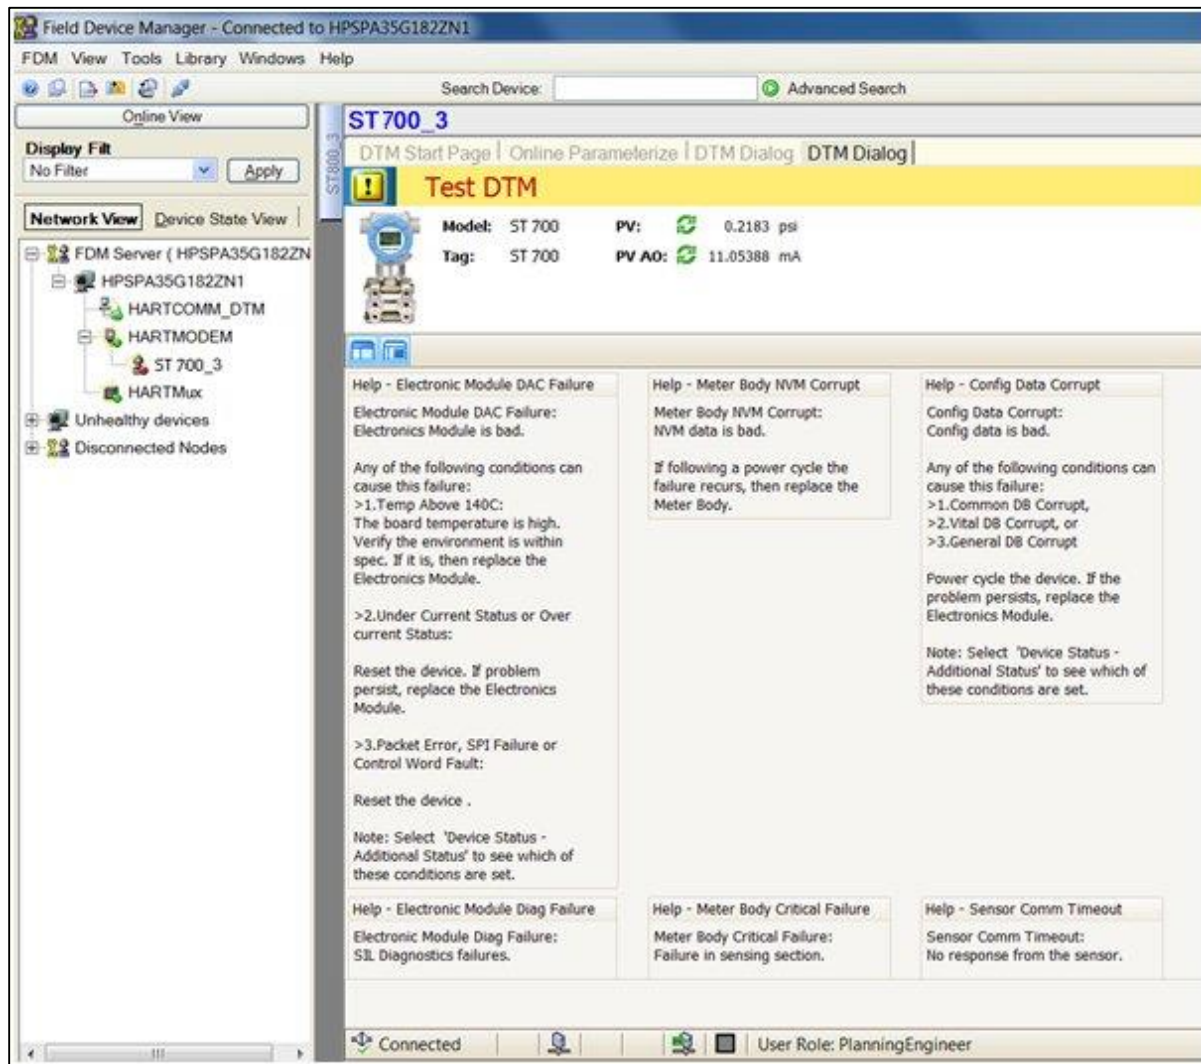 Field Device Manager - Connected to HPSPA35G182ZN1
FDM View Tools Library Windows Help
Search Device: Advanced Search
Online View
Display Filt
No Filter Apply
Network View Device State View
FDM Server ( HPSPA35G182ZN
HPSPA35G182ZN1
HARTCOMM_DTM
HARTMODEM
ST 700_3
HARTMux
Unhealthy devices
Disconnected Nodes
ST800_3
ST700_3
DTM Start Page Online Parameterize DTM Dialog DTM Dialog
Test DTM
Model: ST 700 PV: 0.2183 psi
Tag: ST 700 PV AO: 11.05388 mA
Help - Electronic Module DAC Failure
Electronic Module DAC Failure:
Electronics Module is bad.
Any of the following conditions can
cause this failure:
>1.Temp Above 140C:
The board temperature is high.
Verify the environment is within
spec. If it is, then replace the
Electronics Module.
>2.Under Current Status or Over
current Status:
Reset the device. If problem
persist, replace the Electronics
Module.
>3.Packet Error, SPI Failure or
Control Word Fault:
Reset the device .
Note: Select 'Device Status -
Additional Status' to see which of
these conditions are set.
Help - Meter Body NVM Corrupt
Meter Body NVM Corrupt:
NVM data is bad.
If following a power cycle the
failure recurs, then replace the
Meter Body.
Help - Config Data Corrupt
Config Data Corrupt:
Config data is bad.
Any of the following conditions can
cause this failure:
>1.Common DB Corrupt,
>2.Vital DB Corrupt, or
>3.General DB Corrupt
Power cycle the device. If the
problem persists, replace the
Electronics Module.
Note: Select 'Device Status -
Additional Status' to see which of
these conditions are set.
Help - Electronic Module Diag Failure
Electronic Module Diag Failure:
SIL Diagnostics failures.
Help - Meter Body Critical Failure
Meter Body Critical Failure:
Failure in sensing section.
Help - Sensor Comm Timeout
Sensor Comm Timeout:
No response from the sensor.
Connected User Role: PlanningEngineer